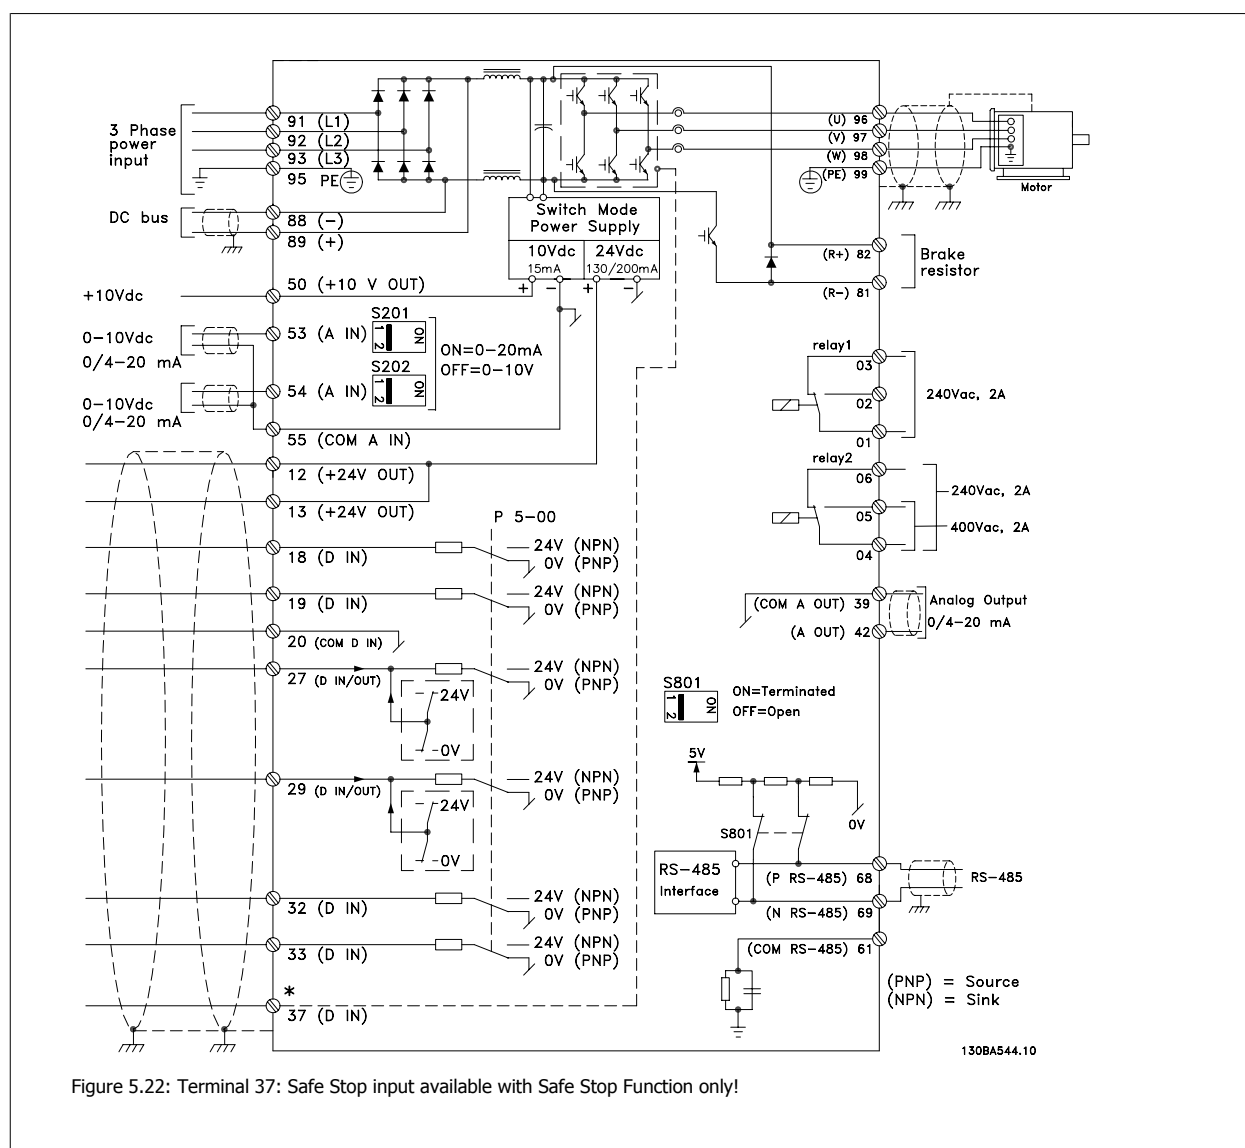 3 Phase
power
input
91 (L1)
92 (L2)
93 (L3)
95 PE
DC bus
88 (−)
89 (+)
+10Vdc
50 (+10 V OUT)
Switch Mode
Power Supply
10Vdc
15mA
24Vdc
130/200mA
+ − + −
0−10Vdc
0/4−20 mA
53 (A IN)
S201
1 2
ON
ON=0−20mA
OFF=0−10V
S202
1 2
ON
54 (A IN)
0−10Vdc
0/4−20 mA
55 (COM A IN)
12 (+24V OUT)
13 (+24V OUT)
P 5-00
18 (D IN)
24V (NPN)
0V (PNP)
19 (D IN)
24V (NPN)
0V (PNP)
20 (COM D IN)
27 (D IN/OUT)
24V (NPN)
0V (PNP)
24V
0V
29 (D IN/OUT)
24V (NPN)
0V (PNP)
24V
0V
32 (D IN)
24V (NPN)
0V (PNP)
33 (D IN)
24V (NPN)
0V (PNP)
*
37 (D IN)
(U) 96
(V) 97
(W) 98
(PE) 99
Motor
(R+) 82
(R−) 81
Brake
resistor
relay1
03
02
01
240Vac, 2A
relay2
06
05
04
240Vac, 2A
400Vac, 2A
(COM A OUT) 39
(A OUT) 42
Analog Output
0/4−20 mA
S801
1 2
ON
ON=Terminated
OFF=Open
5V
S801
0V
RS−485
Interface
(P RS−485) 68
(N RS−485) 69
RS−485
(COM RS−485) 61
(PNP) = Source
(NPN) = Sink
130BA544.10
Figure 5.22: Terminal 37: Safe Stop input available with Safe Stop Function only!